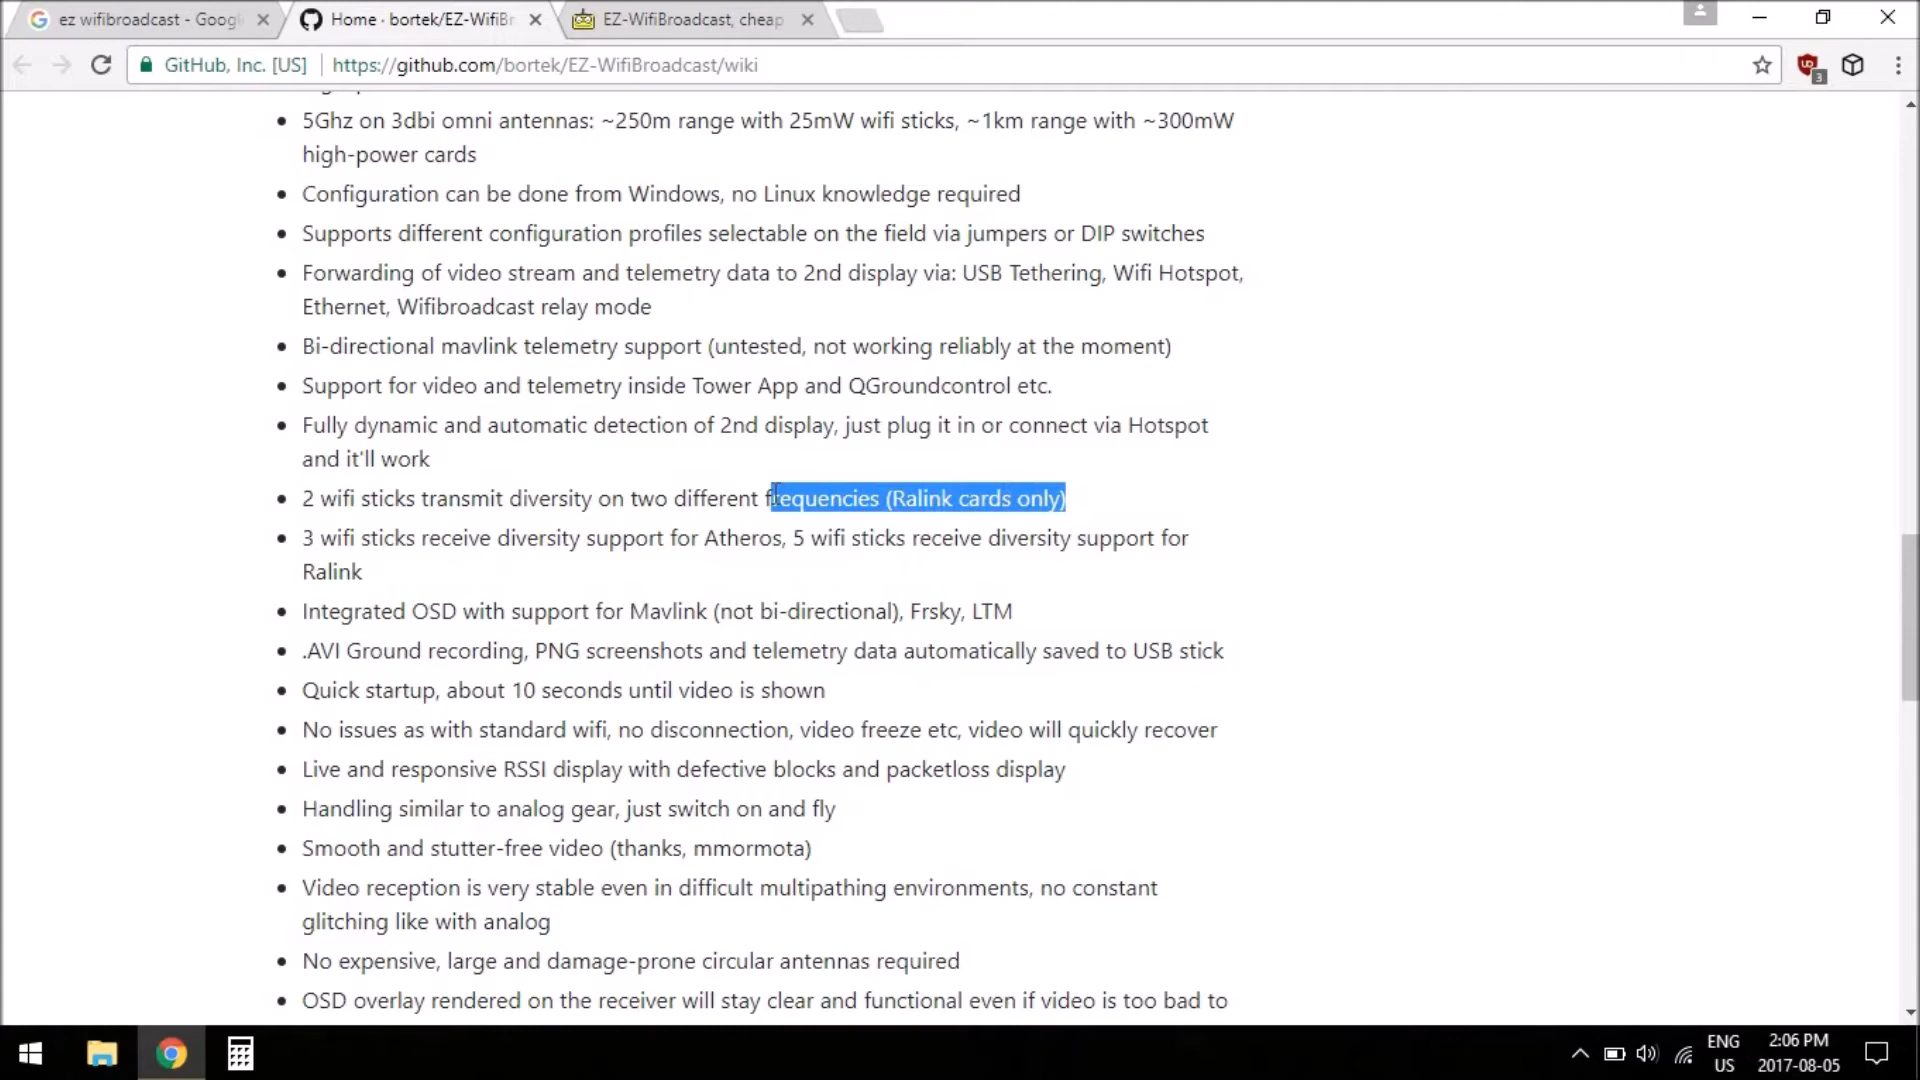 ez wifibroadcast - Googl
Home · bortek/EZ-WifiBr
EZ-WifiBroadcast, cheap
GitHub, Inc. [US]
https://github.com/bortek/EZ-WifiBroadcast/wiki
3
5Ghz on 3dbi omni antennas: ~250m range with 25mW wifi sticks, ~1km range with ~300mW
high-power cards
Configuration can be done from Windows, no Linux knowledge required
Supports different configuration profiles selectable on the field via jumpers or DIP switches
Forwarding of video stream and telemetry data to 2nd display via: USB Tethering, Wifi Hotspot,
Ethernet, Wifibroadcast relay mode
Bi-directional mavlink telemetry support (untested, not working reliably at the moment)
Support for video and telemetry inside Tower App and QGroundcontrol etc.
Fully dynamic and automatic detection of 2nd display, just plug it in or connect via Hotspot
and it'll work
2 wifi sticks transmit diversity on two different frequencies (Ralink cards only)
3 wifi sticks receive diversity support for Atheros, 5 wifi sticks receive diversity support for
Ralink
Integrated OSD with support for Mavlink (not bi-directional), Frsky, LTM
.AVI Ground recording, PNG screenshots and telemetry data automatically saved to USB stick
Quick startup, about 10 seconds until video is shown
No issues as with standard wifi, no disconnection, video freeze etc, video will quickly recover
Live and responsive RSSI display with defective blocks and packetloss display
Handling similar to analog gear, just switch on and fly
Smooth and stutter-free video (thanks, mmormota)
Video reception is very stable even in difficult multipathing environments, no constant
glitching like with analog
No expensive, large and damage-prone circular antennas required
OSD overlay rendered on the receiver will stay clear and functional even if video is too bad to
ENG
US
2:06 PM
2017-08-05